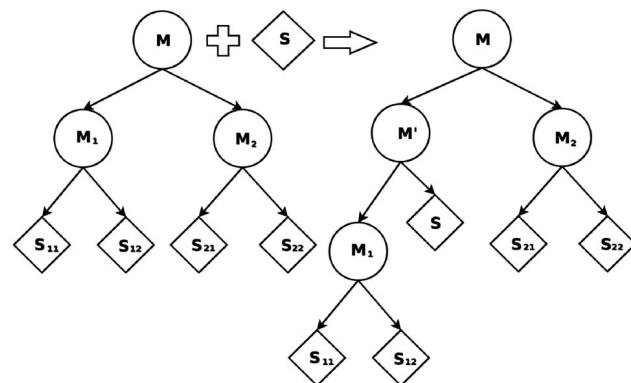 M S M
M₁ M₂ M' M₂
S₁₁ S₁₂ S₂₁ S₂₂ S S₂₁ S₂₂
M₁
S₁₁ S₁₂